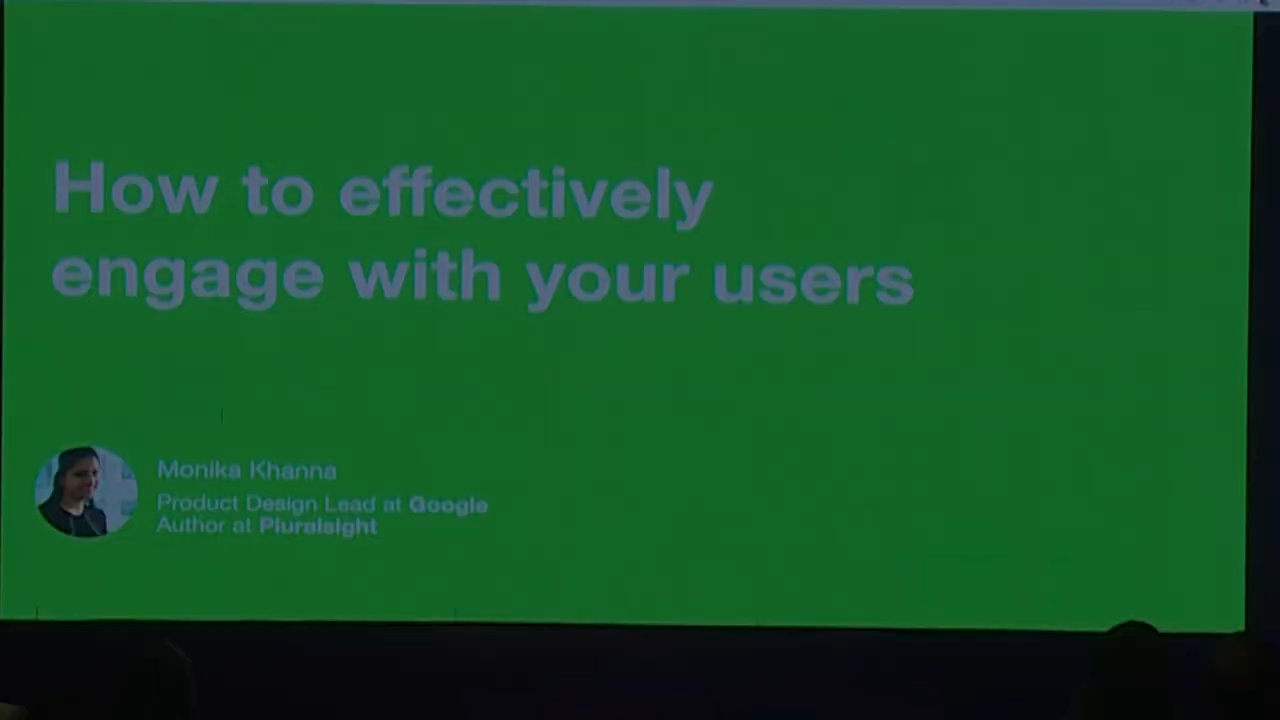 How to effectively
engage with your users
Monika Khanna
Product Design Lead at Google
Author at Pluralsight